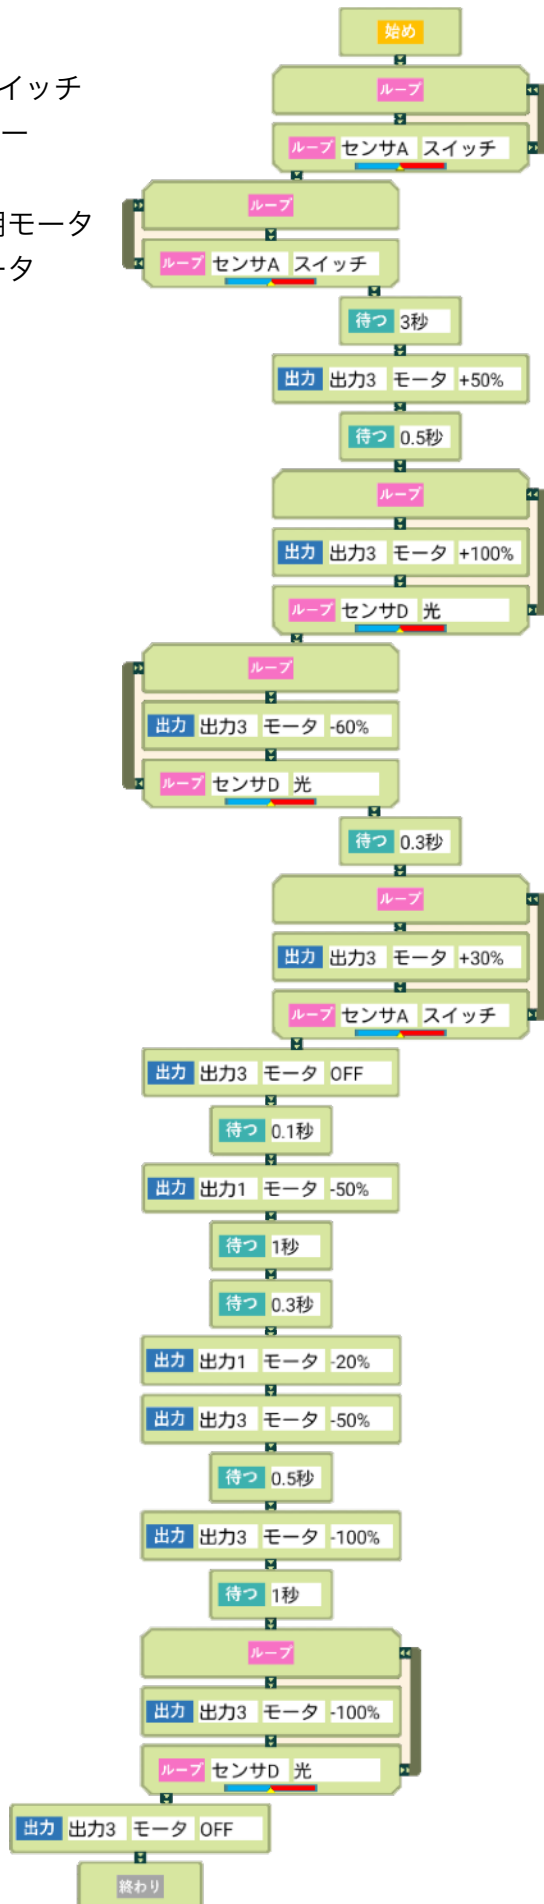 始め
イッチ
ループ
ー
ループ センサA スイッチ
ループ
用モータ
ータ
ループ センサA スイッチ
待つ 3秒
出力 出力3 モータ +50%
待つ 0.5秒
ループ
出力 出力3 モータ +100%
ループ センサD 光
ループ
出力 出力3 モータ -60%
ループ センサD 光
待つ 0.3秒
ループ
出力 出力3 モータ +30%
ループ センサA スイッチ
出力 出力3 モータ OFF
待つ 0.1秒
出力 出力1 モータ -50%
待つ 1秒
待つ 0.3秒
出力 出力1 モータ -20%
出力 出力3 モータ -50%
待つ 0.5秒
出力 出力3 モータ -100%
待つ 1秒
ループ
出力 出力3 モータ -100%
ループ センサD 光
出力 出力3 モータ OFF
終わり